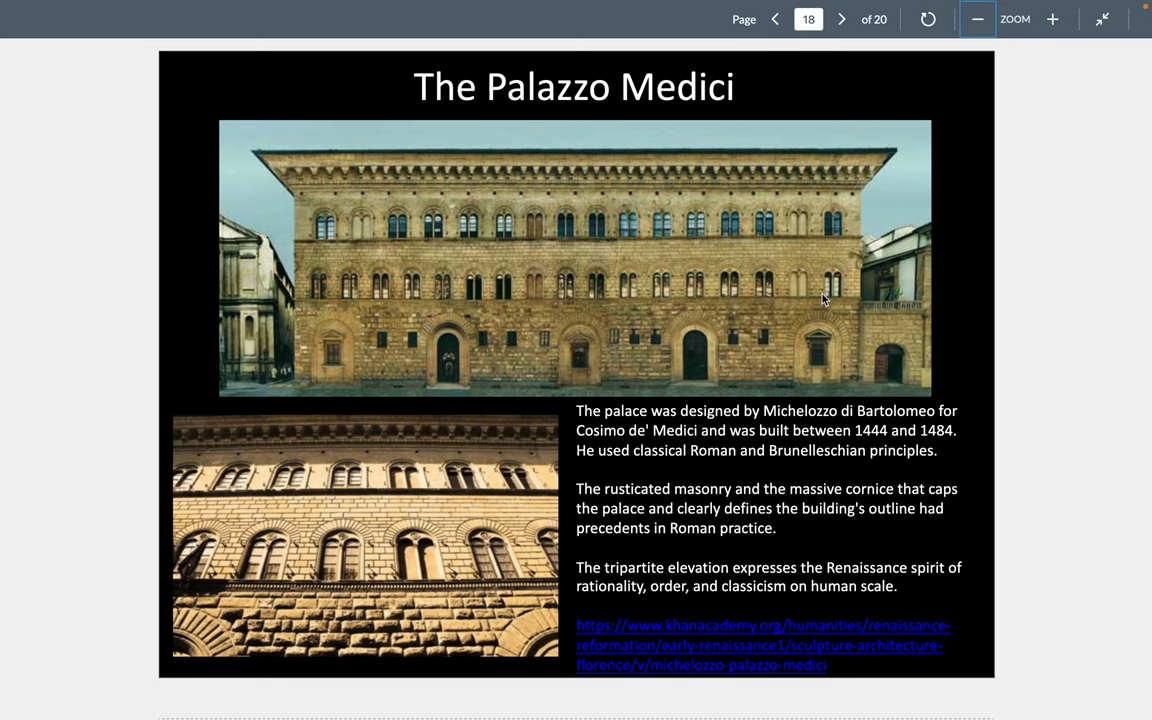 Page 18 of 20 ZOOM
The Palazzo Medici
The palace was designed by Michelozzo di Bartolomeo for
Cosimo de' Medici and was built between 1444 and 1484.
He used classical Roman and Brunelleschian principles.
The rusticated masonry and the massive cornice that caps
the palace and clearly defines the building's outline had
precedents in Roman practice.
The tripartite elevation expresses the Renaissance spirit of
rationality, order, and classicism on human scale.
https://www.khanacademy.org/humanities/renaissance-
reformation/early-renaissance1/sculpture-architecture-
florence/v/michelozzo-palazzo-medici